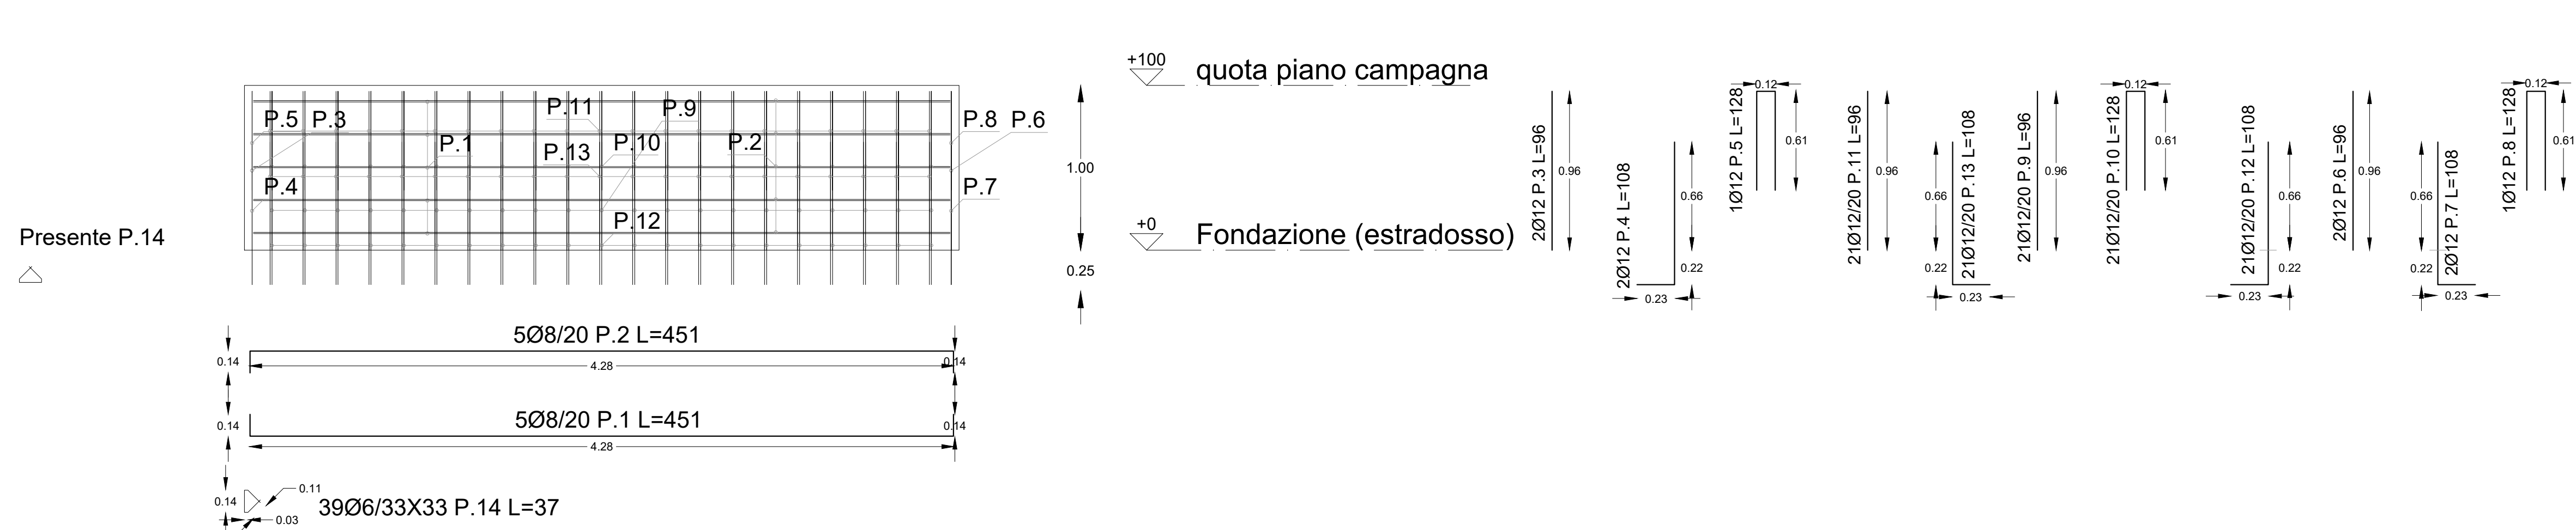 +100
quota piano campagna
P.5
P.3
P.11
P.9
P.8
P.6
P.1
P.13
P.10
P.2
P.4
P.7
P.12
1.00
+0
Fondazione (estradosso)
0.25
Presente P.14
5Ø8/20 P.2 L=451
0.14
4.28
0.14
5Ø8/20 P.1 L=451
0.14
4.28
0.14
0.14
0.11
0.03
39Ø6/33X33 P.14 L=37
2Ø12 P.3 L=96
0.96
2Ø12 P.4 L=108
0.66
0.22
0.23
1Ø12 P.5 L=128
0.12
0.61
21Ø12/20 P.11 L=96
0.96
21Ø12/20 P.13 L=108
0.66
0.22
0.23
21Ø12/20 P.9 L=96
0.96
21Ø12/20 P.10 L=128
0.12
0.61
21Ø12/20 P.12 L=108
0.66
0.22
0.23
2Ø12 P.6 L=96
0.96
2Ø12 P.7 L=108
0.66
0.22
0.23
1Ø12 P.8 L=128
0.12
0.61